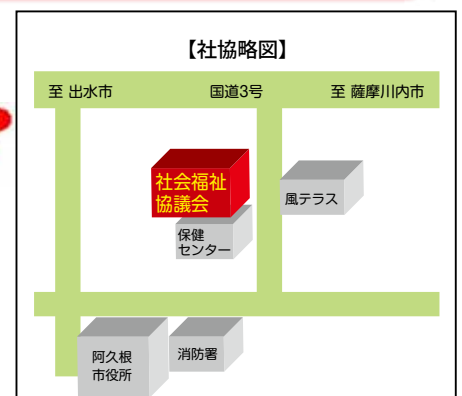 【社協略図】
至 出水市　国道3号　至 薩摩川内市
社会福祉
協議会
風テラス
保健
センター
阿久根
市役所
消防署